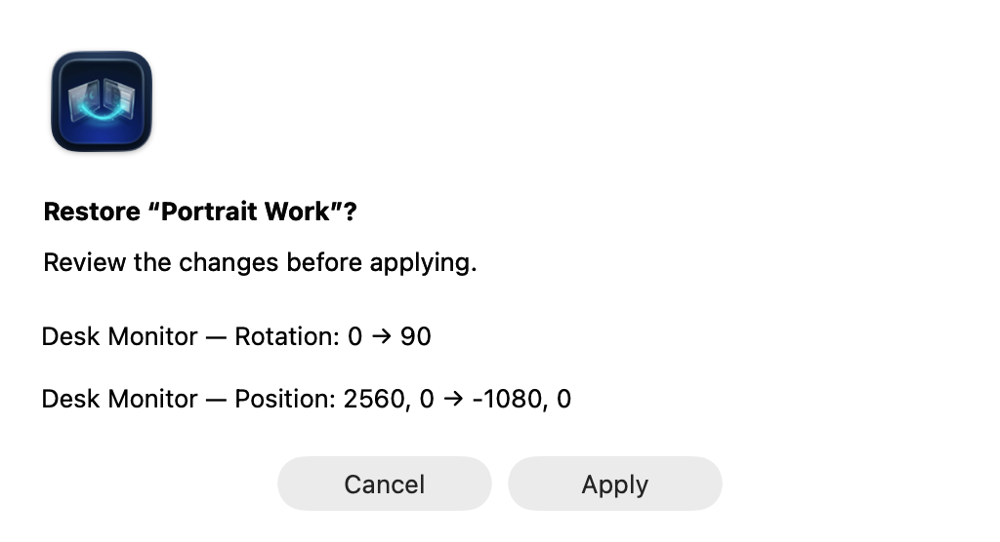 Restore “Portrait Work”?
Review the changes before applying.
Desk Monitor — Rotation: 0 → 90
Desk Monitor — Position: 2560, 0 → -1080, 0
Cancel
Apply